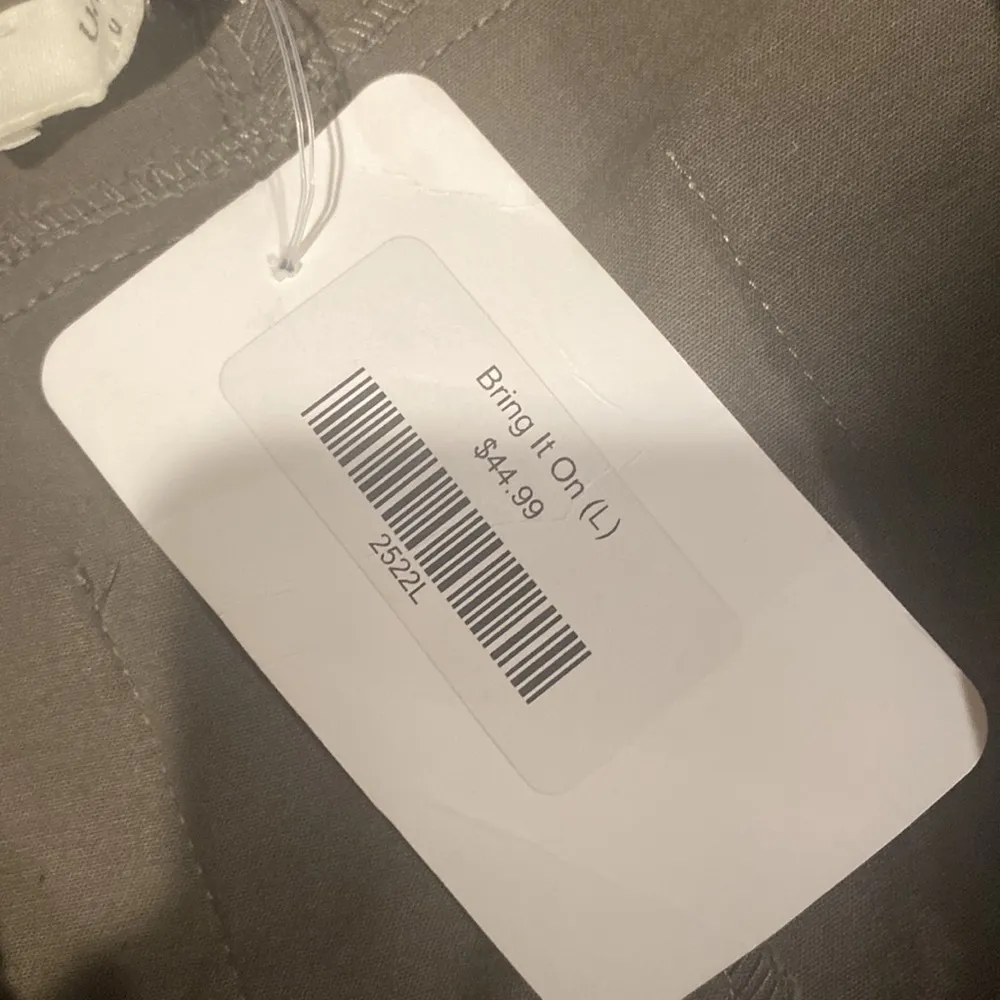 Bring It On (L)
$44.99
2522L